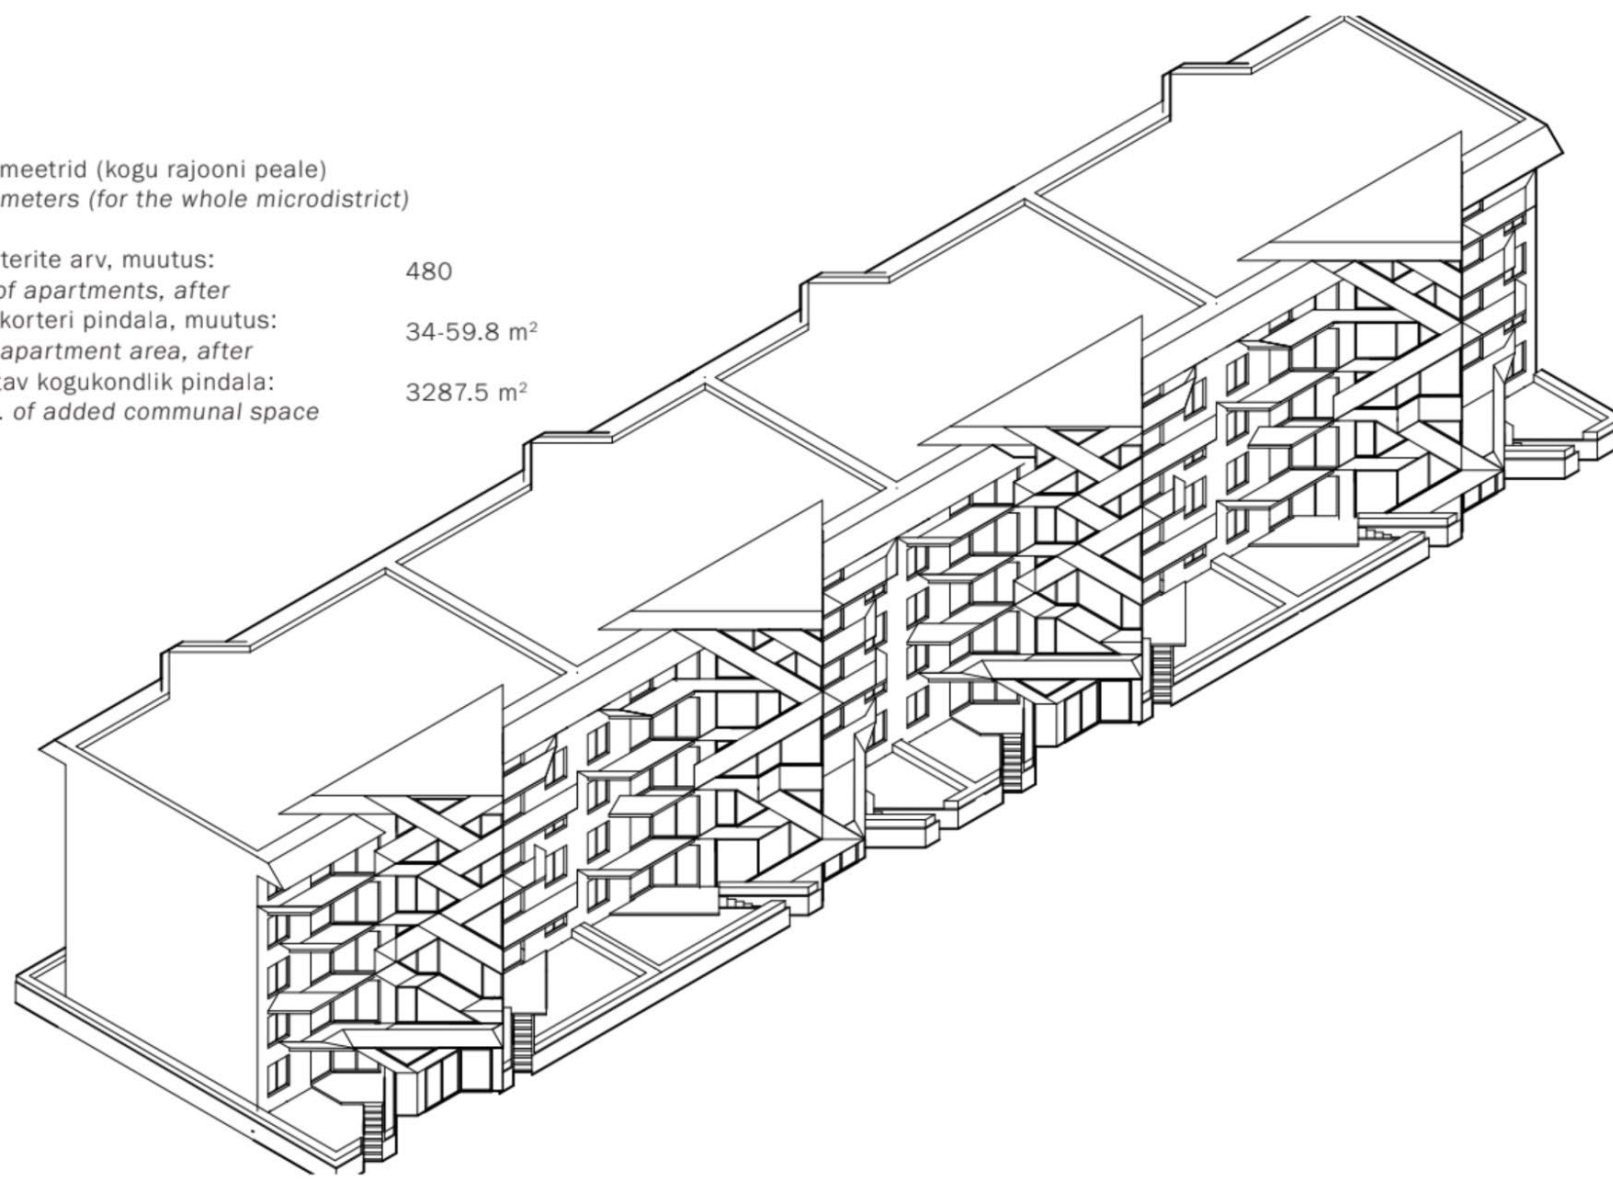 meetrid (kogu rajooni peale)
meters (for the whole microdistrict)
terite arv, muutus:
of apartments, after
480
korteri pindala, muutus:
apartment area, after
34-59.8 m²
tav kogukondlik pindala:
. of added communal space
3287.5 m²